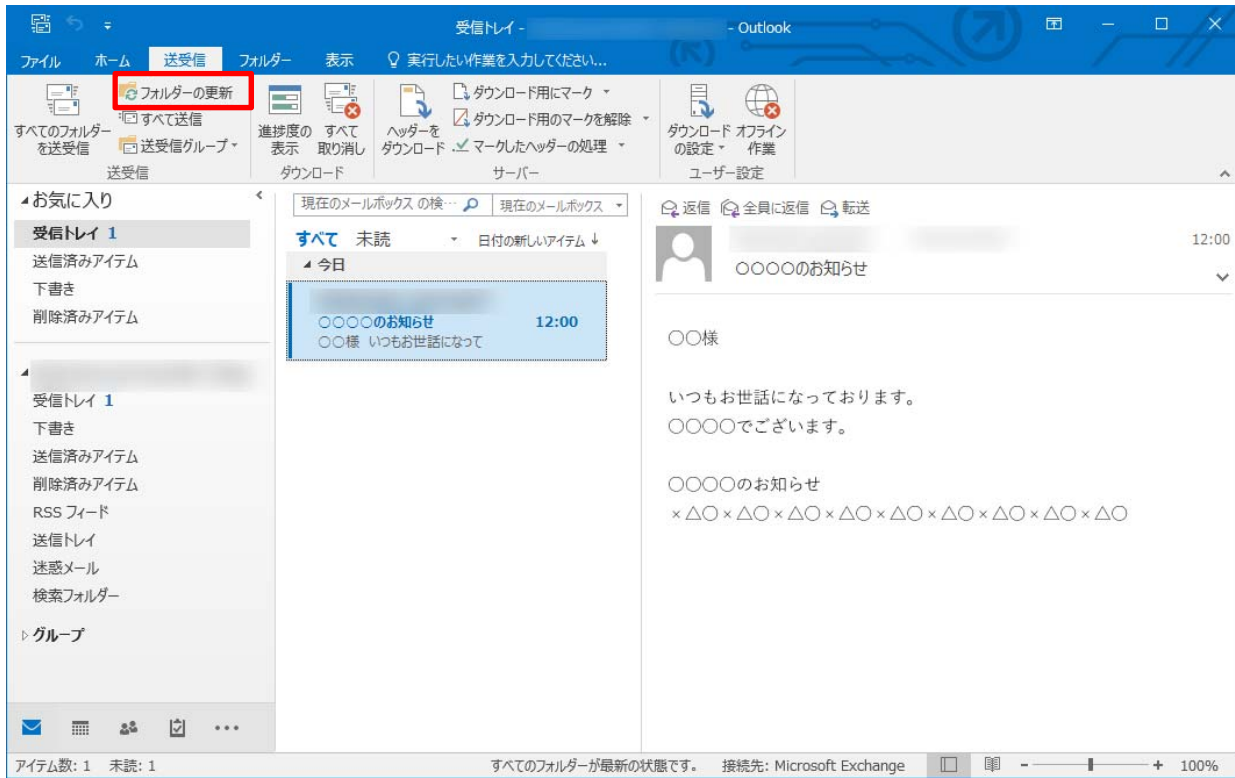 受信トレイ - - Outlook
ファイル ホーム 送受信 フォルダー 表示 実行したい作業を入力してください...
すべてのフォルダーを送受信
フォルダーの更新
すべて送信
送受信グループ
送受信
進捗度の表示
すべて取り消し
ダウンロード
ヘッダーをダウンロード
ダウンロード用にマーク
ダウンロード用のマークを解除
マークしたヘッダーの処理
サーバー
ダウンロードの設定
オフライン作業
ユーザー設定
お気に入り
受信トレイ 1
送信済みアイテム
下書き
削除済みアイテム
受信トレイ 1
下書き
送信済みアイテム
削除済みアイテム
RSS フィード
送信トレイ
迷惑メール
検索フォルダー
グループ
現在のメールボックス の検… 現在のメールボックス
すべて 未読 日付の新しいアイテム ↓
今日
○○○○のお知らせ 12:00
○○様 いつもお世話になって
返信 全員に返信 転送
12:00
○○○○のお知らせ
○○様
いつもお世話になっております。
○○○○でございます。
○○○○のお知らせ
×△○×△○×△○×△○×△○×△○×△○×△○×△○
アイテム数: 1 未読: 1 すべてのフォルダーが最新の状態です。 接続先: Microsoft Exchange - + 100%